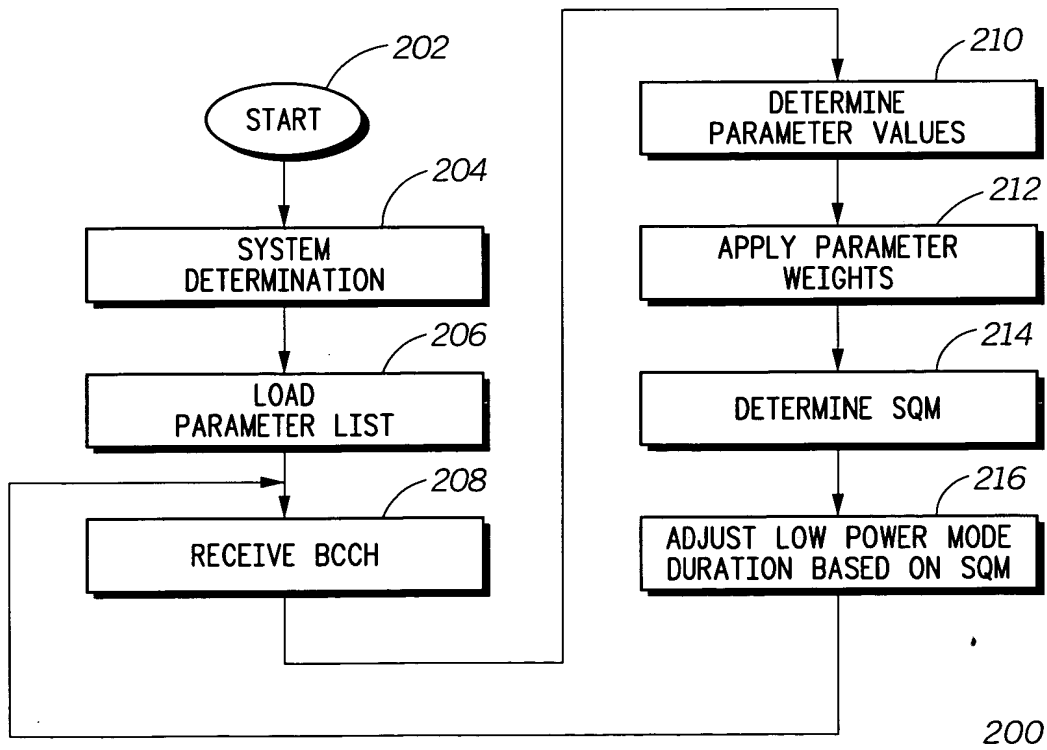 202
START
204
SYSTEM
DETERMINATION
206
LOAD
PARAMETER LIST
208
RECEIVE BCCH
210
DETERMINE
PARAMETER VALUES
212
APPLY PARAMETER
WEIGHTS
214
DETERMINE SQM
216
ADJUST LOW POWER MODE
DURATION BASED ON SQM
200